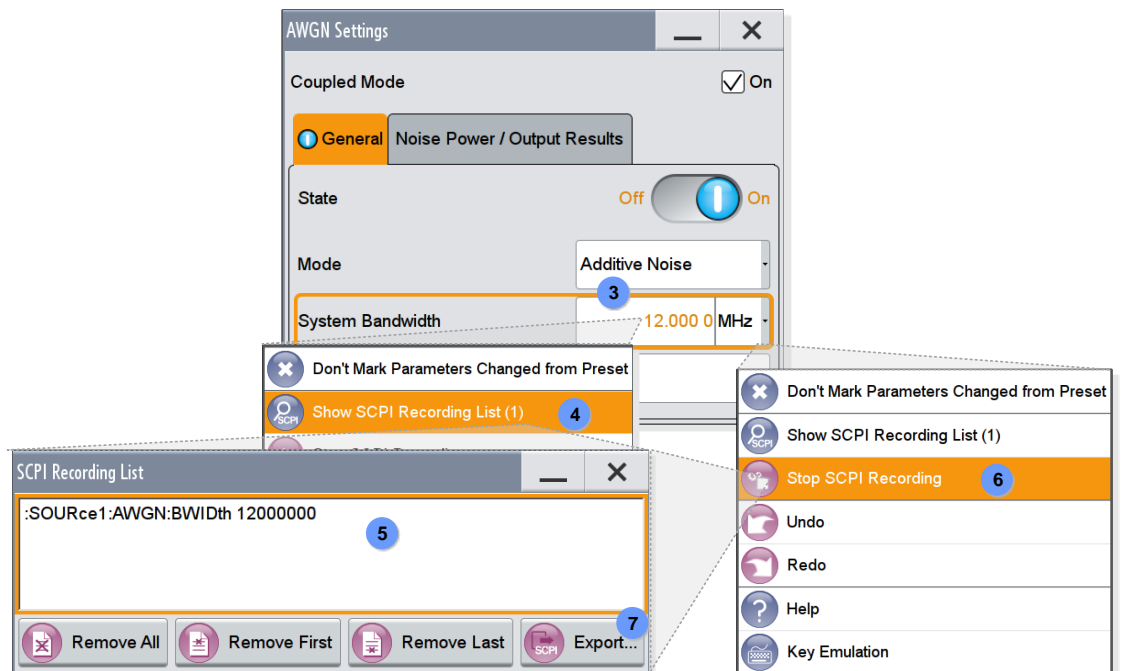 AWGN Settings
Coupled Mode
On
General
Noise Power / Output Results
State
Off
On
Mode
Additive Noise
3
System Bandwidth
12.000 0
MHz
Don't Mark Parameters Changed from Preset
SCPI
Show SCPI Recording List (1)
4
SCPI Recording List
:SOURce1:AWGN:BWIDth 12000000
5
7
Remove All
Remove First
Remove Last
SCPI
Export...
Don't Mark Parameters Changed from Preset
SCPI
Show SCPI Recording List (1)
Stop SCPI Recording
6
Undo
Redo
?
Help
Key Emulation